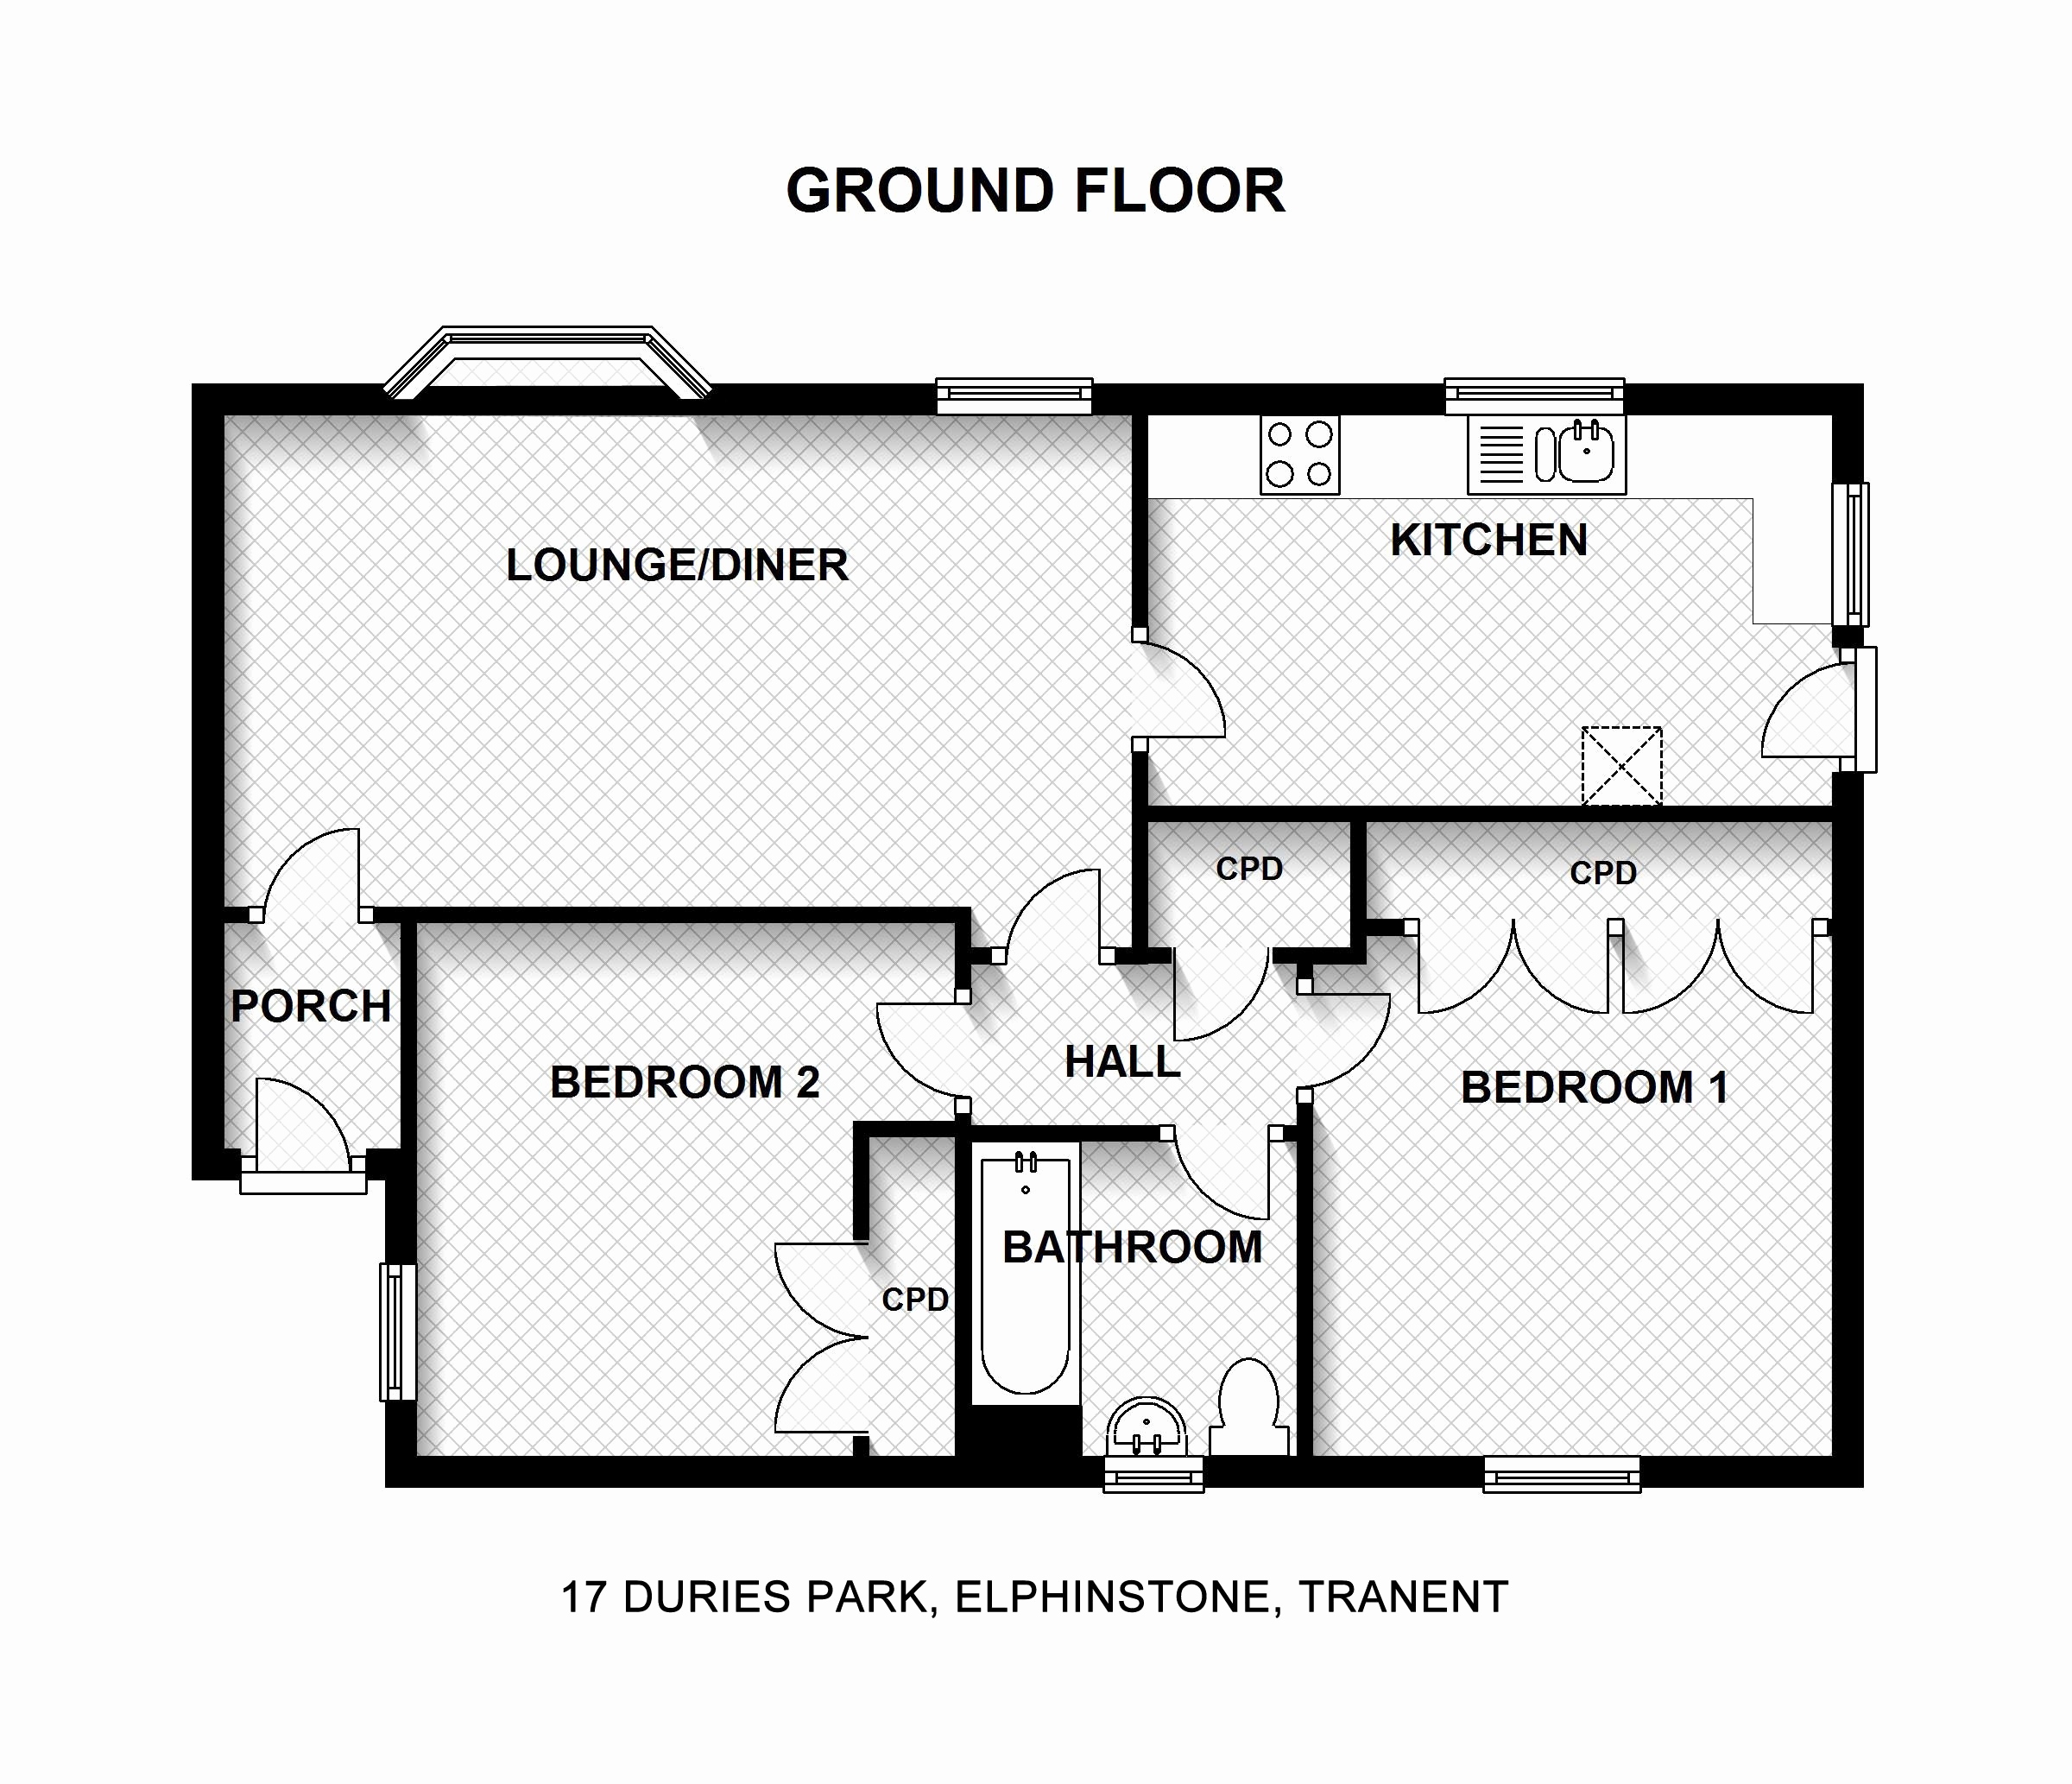 GROUND FLOOR
LOUNGE/DINER
KITCHEN
CPD
CPD
PORCH
BEDROOM 2
HALL
BEDROOM 1
BATHROOM
CPD
17 DURIES PARK, ELPHINSTONE, TRANENT